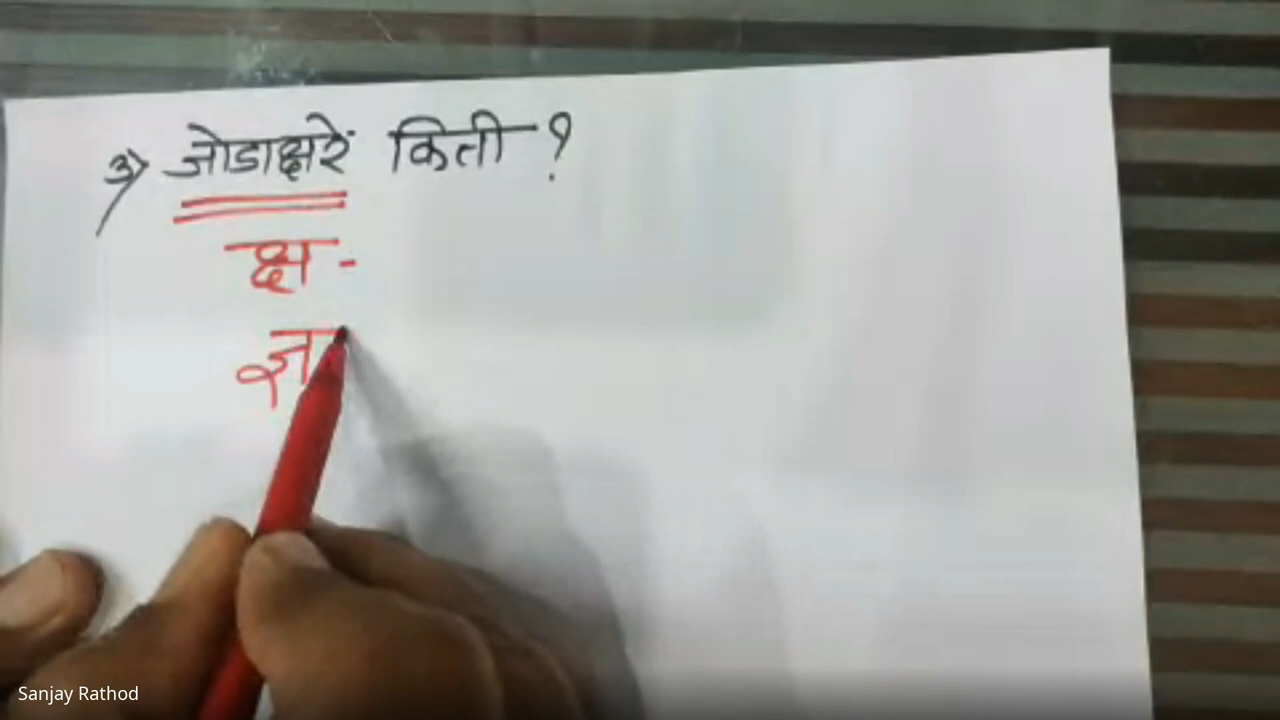 ३) जोडाक्षरें किती ?
क्ष -
ज्ञ
Sanjay Rathod